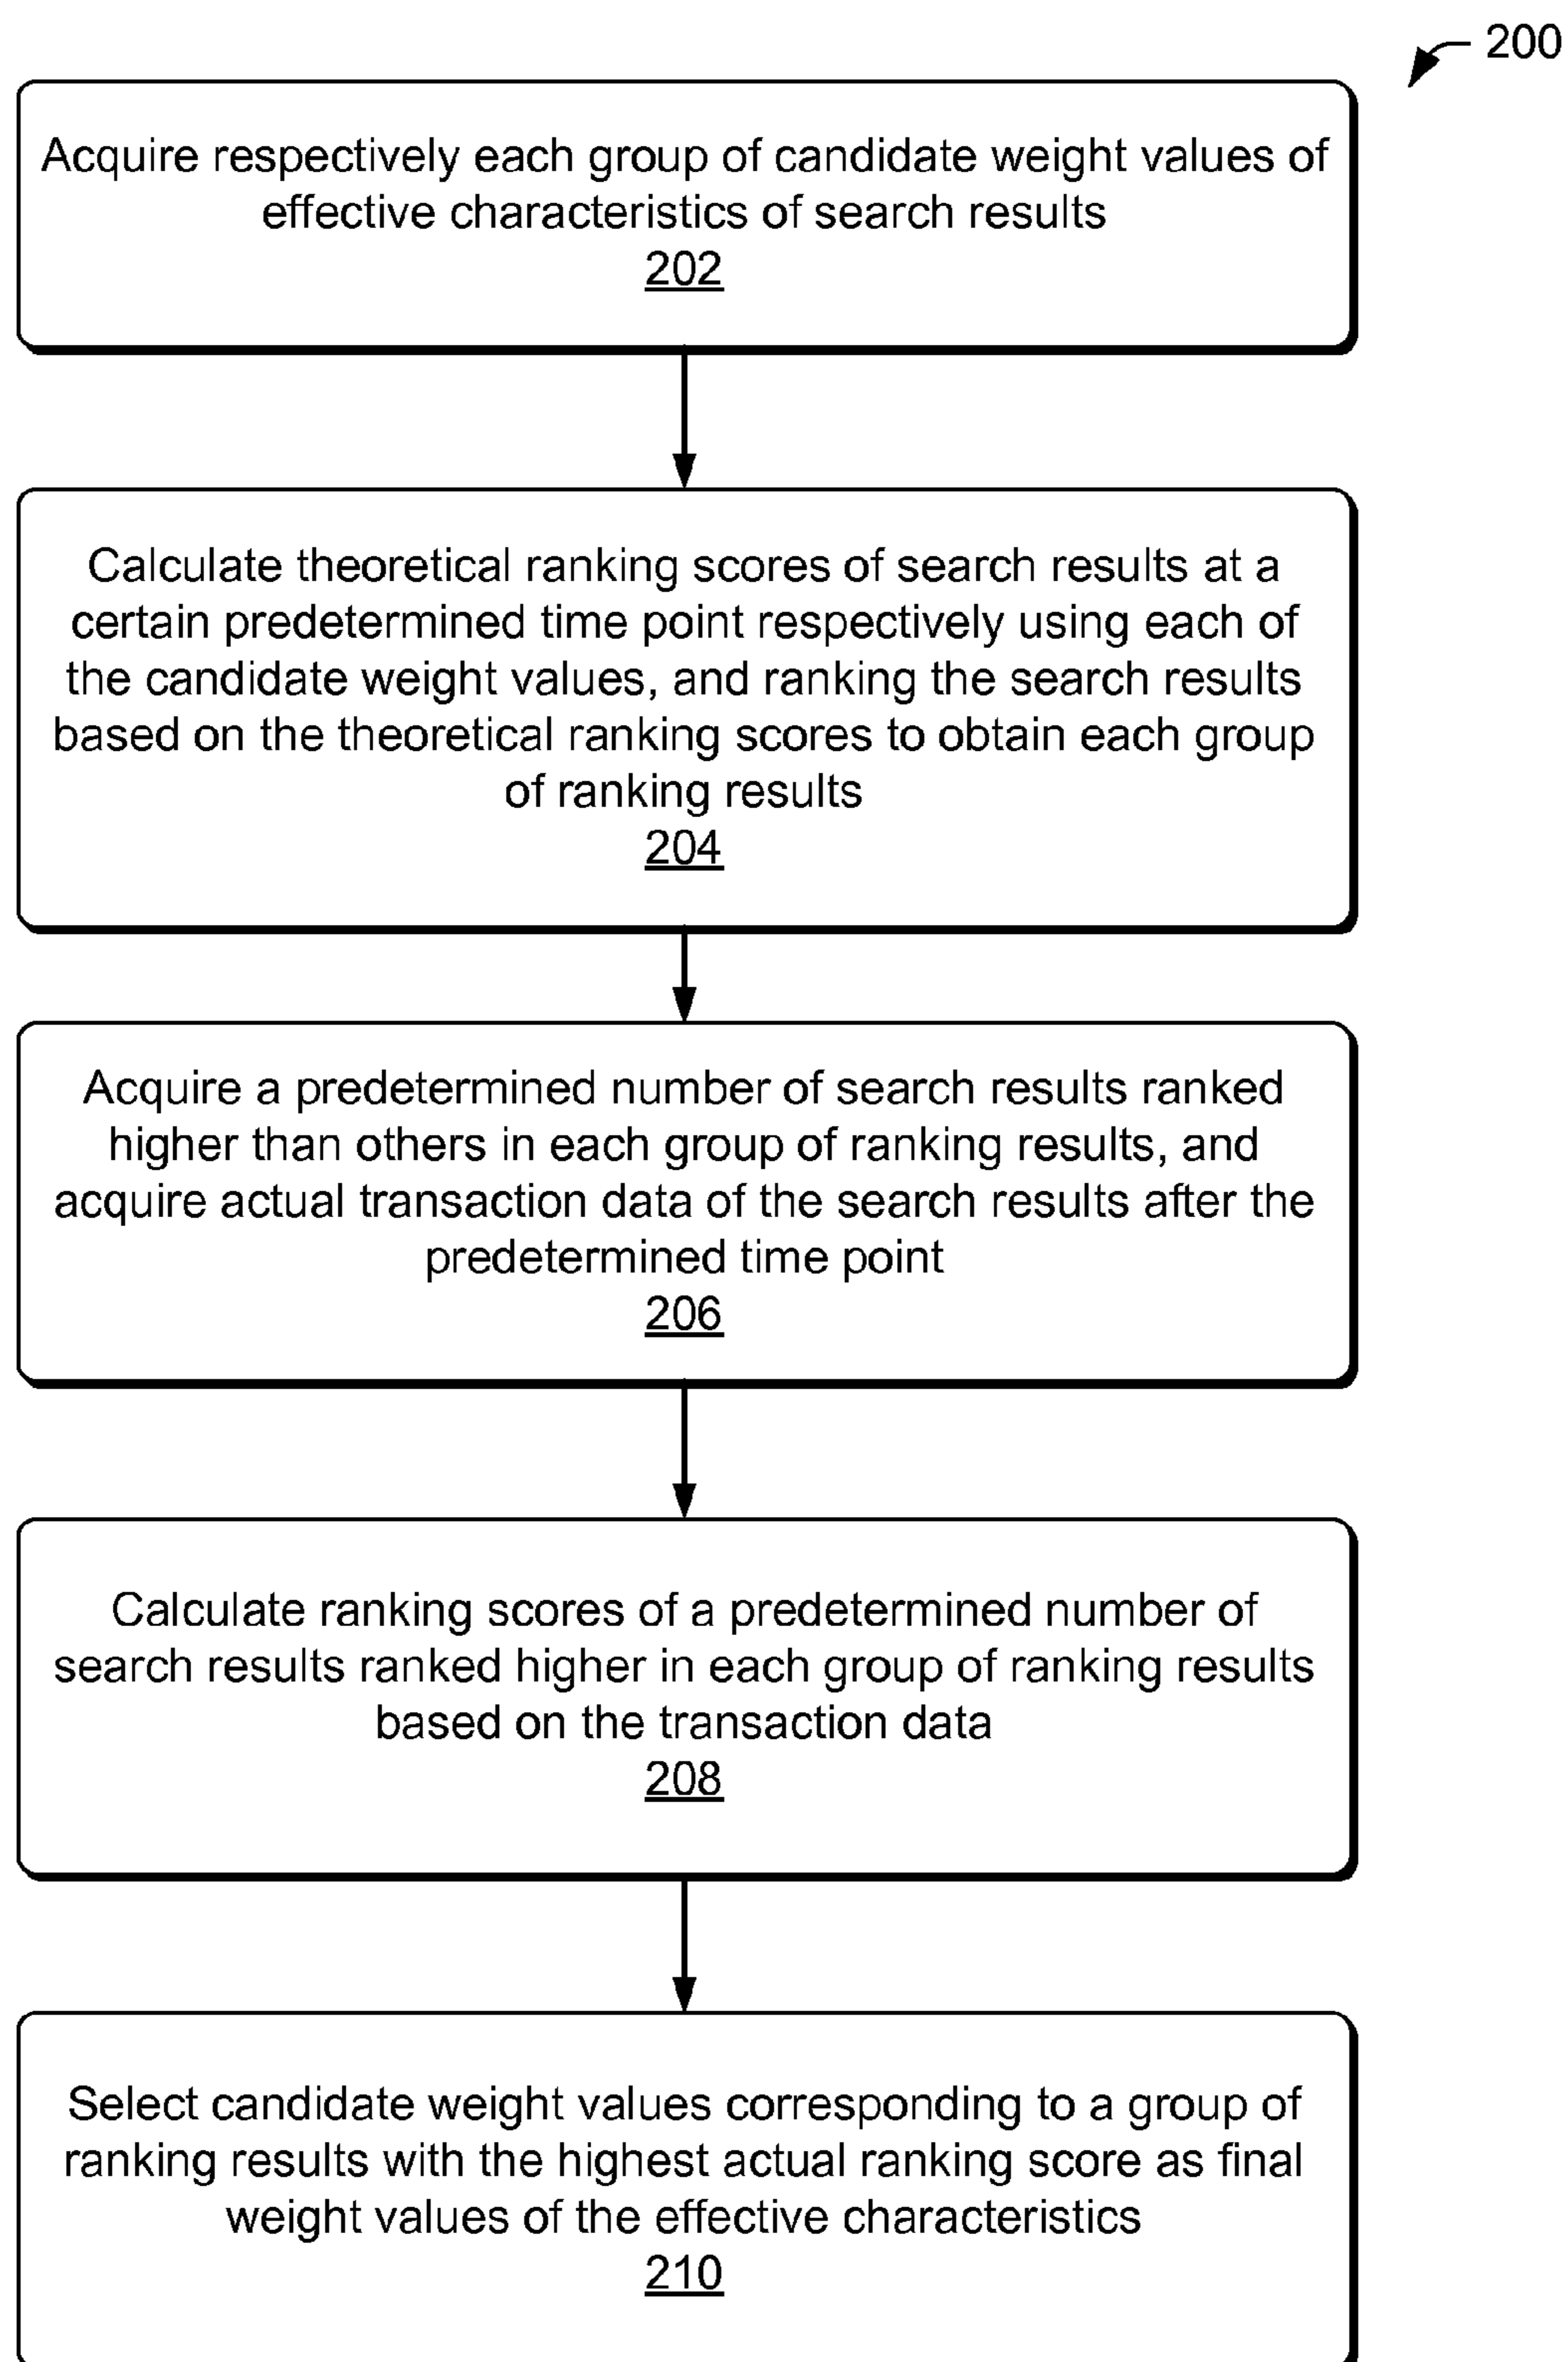 200
Acquire respectively each group of candidate weight values of
effective characteristics of search results
202
Calculate theoretical ranking scores of search results at a
certain predetermined time point respectively using each of
the candidate weight values, and ranking the search results
based on the theoretical ranking scores to obtain each group
of ranking results
204
Acquire a predetermined number of search results ranked
higher than others in each group of ranking results, and
acquire actual transaction data of the search results after the
predetermined time point
206
Calculate ranking scores of a predetermined number of
search results ranked higher in each group of ranking results
based on the transaction data
208
Select candidate weight values corresponding to a group of
ranking results with the highest actual ranking score as final
weight values of the effective characteristics
210